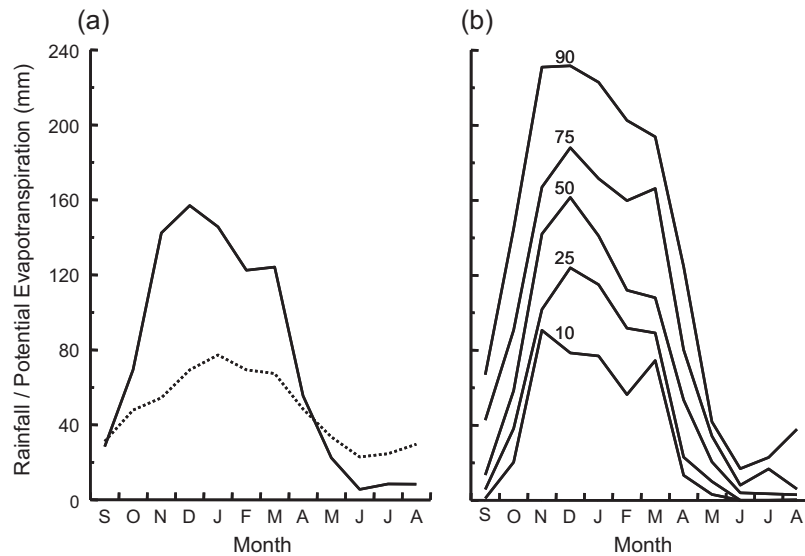 (a)
(b)
Rainfall / Potential Evapotranspiration (mm)
240
200
160
120
80
40
0
S O N D J F M A M J J A
Month
90
75
50
25
10
S O N D J F M A M J J A
Month